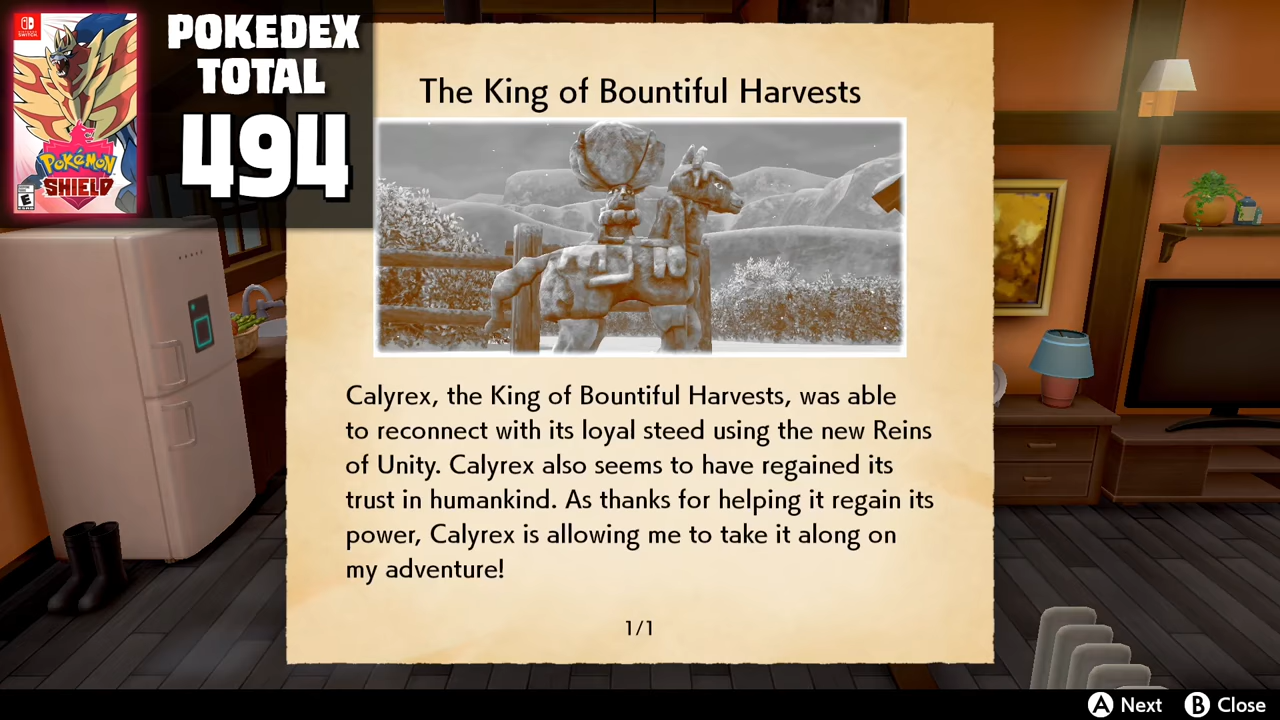 POKEDEX
TOTAL
494
POKÉMON
SHIELD
E
The King of Bountiful Harvests
Calyrex, the King of Bountiful Harvests, was able
to reconnect with its loyal steed using the new Reins
of Unity. Calyrex also seems to have regained its
trust in humankind. As thanks for helping it regain its
power, Calyrex is allowing me to take it along on
my adventure!
1/1
A Next
B Close